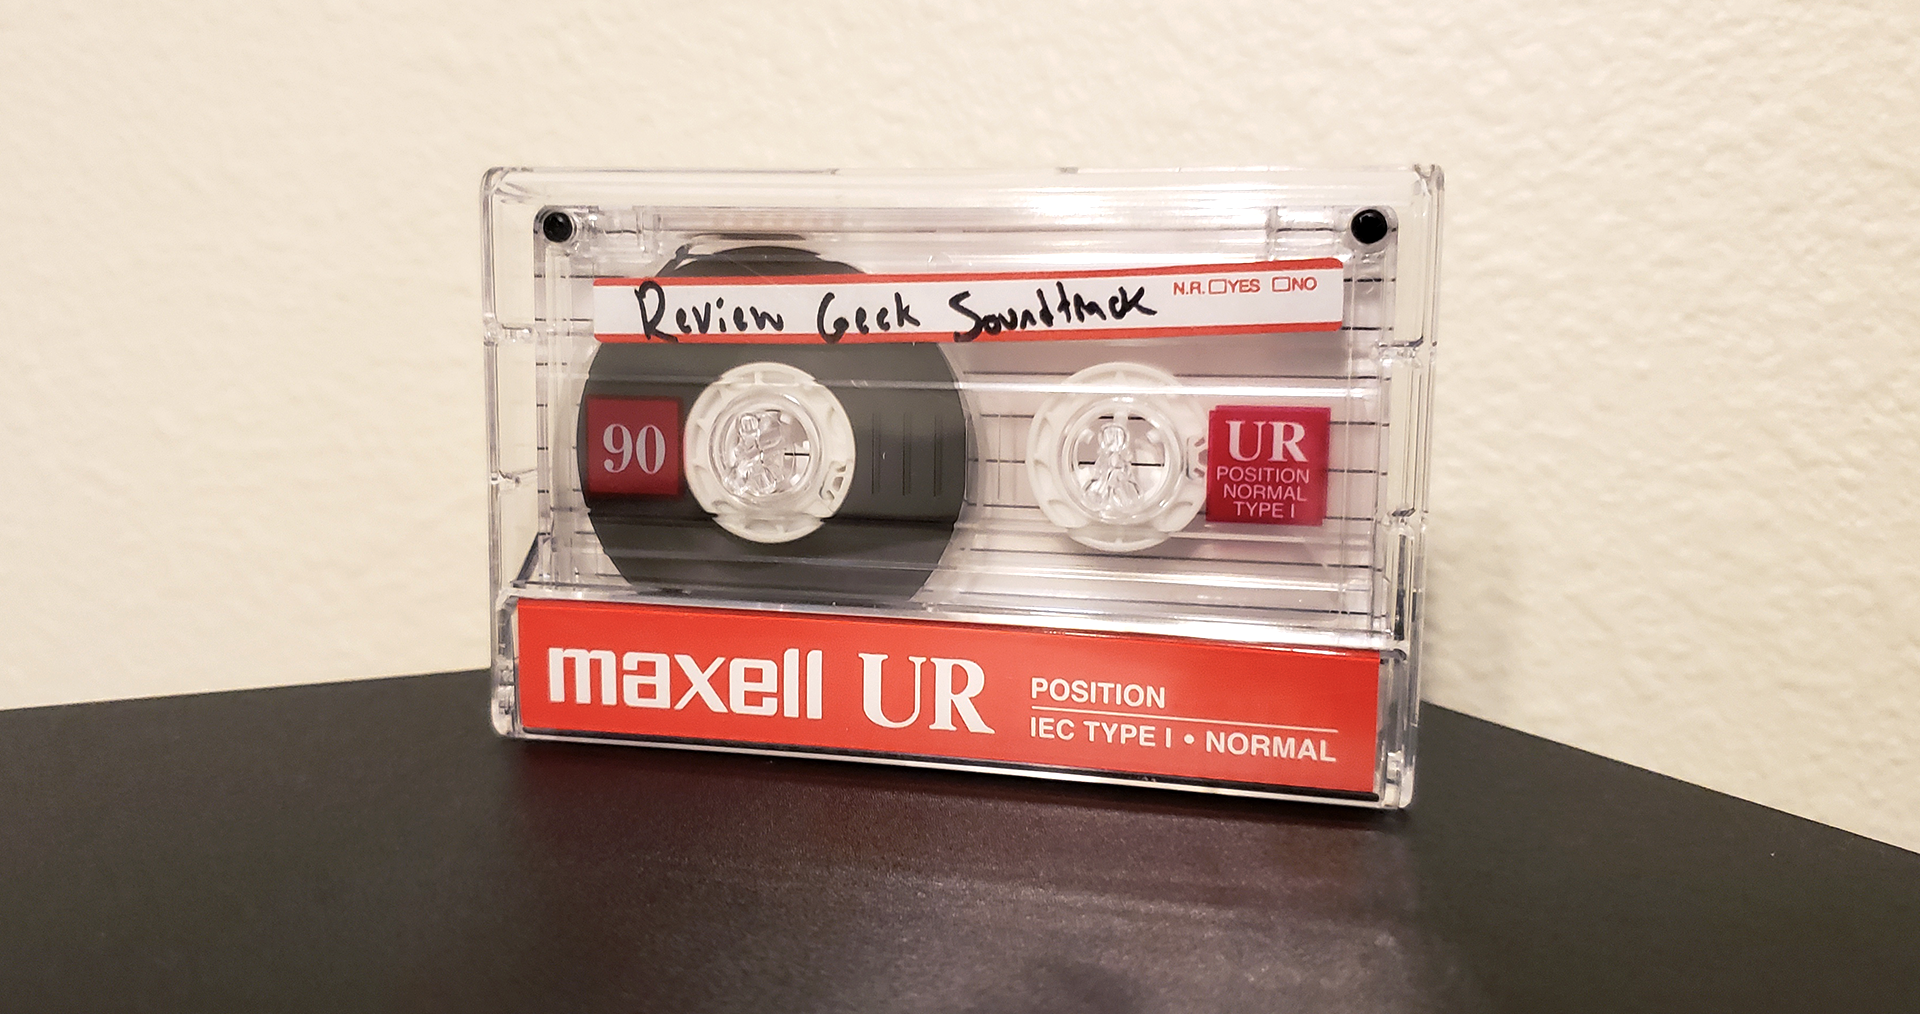 Review Geek Soundtrack
N.R. ☐YES ☐NO
90
UR
POSITION
NORMAL
TYPE I
maxell UR
POSITION
IEC TYPE I • NORMAL